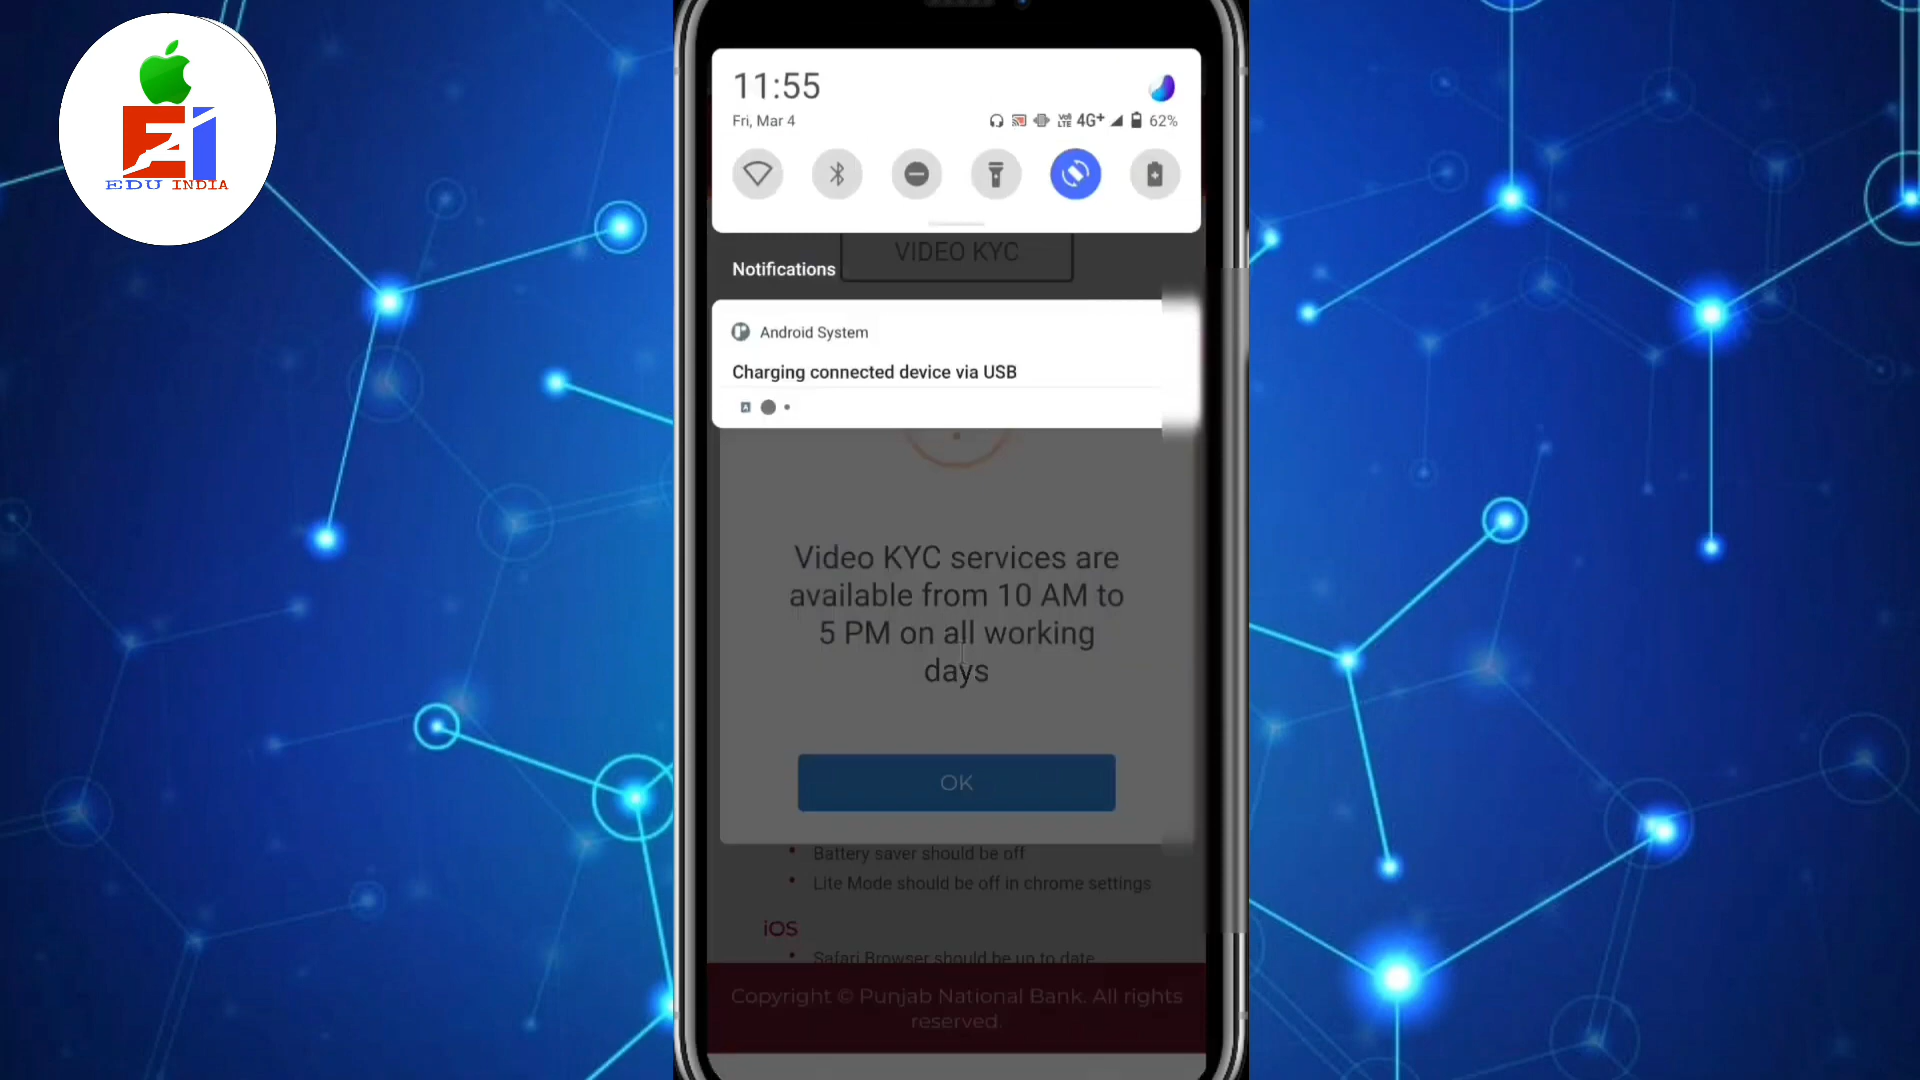 EDU INDIA
11:55
Fri, Mar 4
VoD LTE 4G+ 62%
VIDEO KYC
Notifications
Android System
Charging connected device via USB
Video KYC services are
available from 10 AM to
5 PM on all working
days
OK
Battery saver should be off
Lite Mode should be off in chrome settings
iOS
Safari Browser should be up to date
Copyright © Punjab National Bank. All rights
reserved.